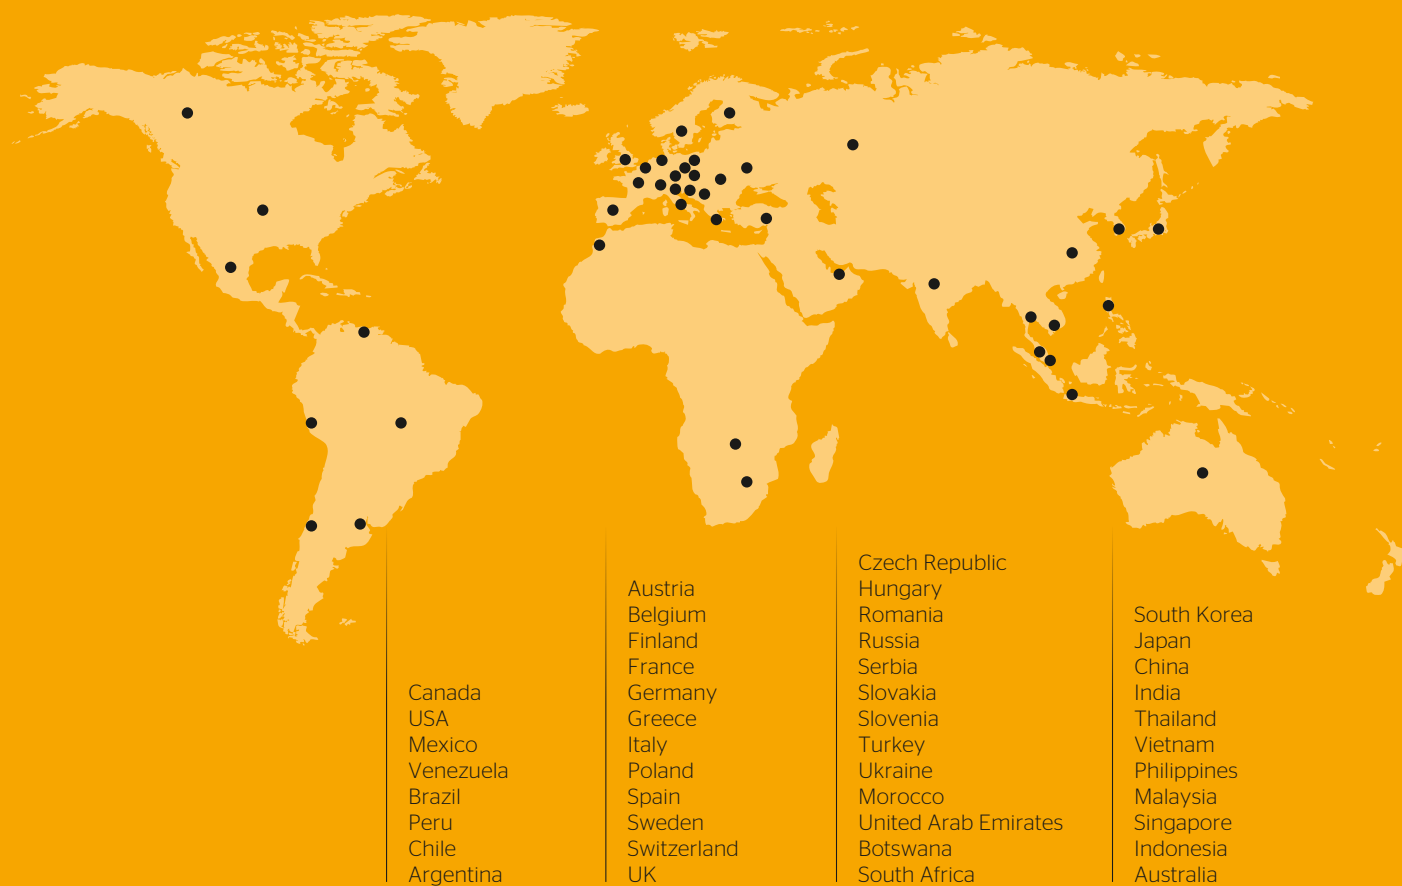 Canada
USA
Mexico
Venezuela
Brazil
Peru
Chile
Argentina
Austria
Belgium
Finland
France
Germany
Greece
Italy
Poland
Spain
Sweden
Switzerland
UK
Czech Republic
Hungary
Romania
Russia
Serbia
Slovakia
Slovenia
Turkey
Ukraine
Morocco
United Arab Emirates
Botswana
South Africa
South Korea
Japan
China
India
Thailand
Vietnam
Philippines
Malaysia
Singapore
Indonesia
Australia